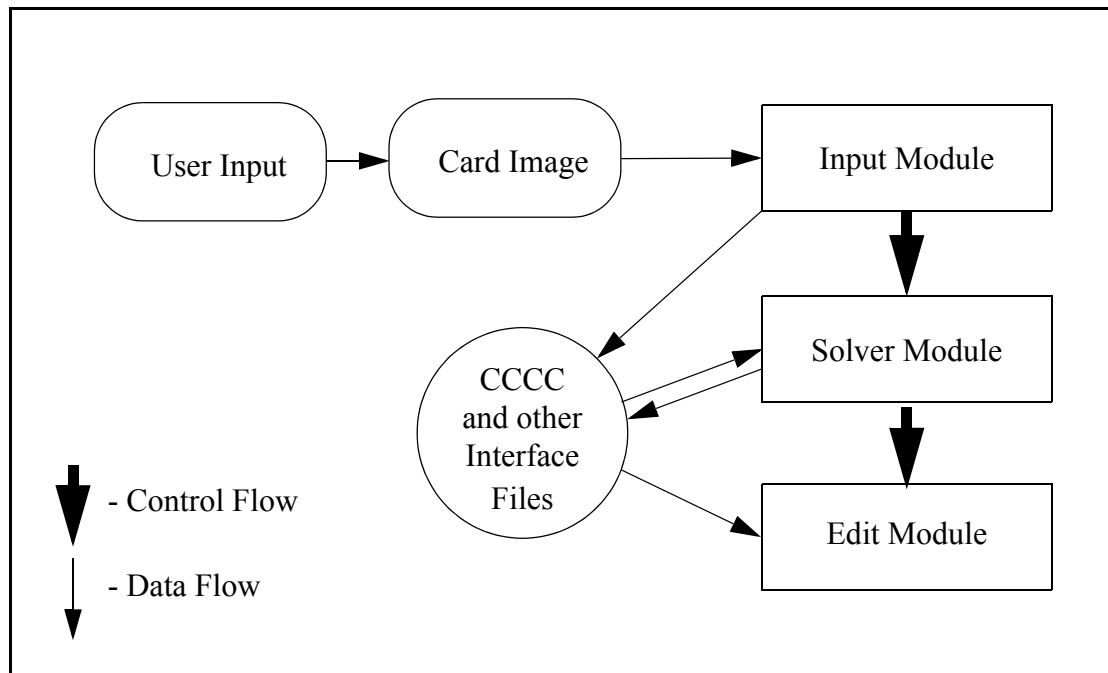 User Input
Card Image
Input Module
Solver Module
CCCC
and other
Interface
Files
Edit Module
- Control Flow
- Data Flow